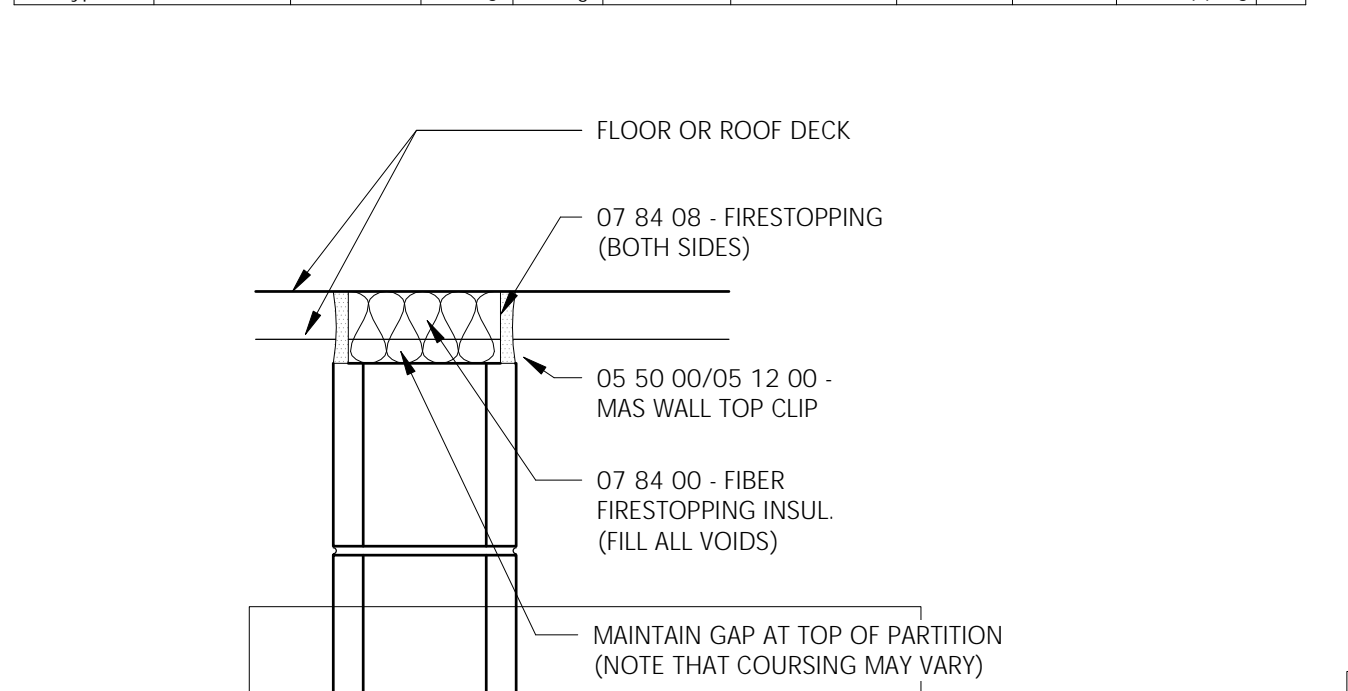 FLOOR OR ROOF DECK
07 84 08 - FIRESTOPPING
(BOTH SIDES)
05 50 00/05 12 00 -
MAS WALL TOP CLIP
07 84 00 - FIBER
FIRESTOPPING INSUL.
(FILL ALL VOIDS)
MAINTAIN GAP AT TOP OF PARTITION
(NOTE THAT COURSING MAY VARY)